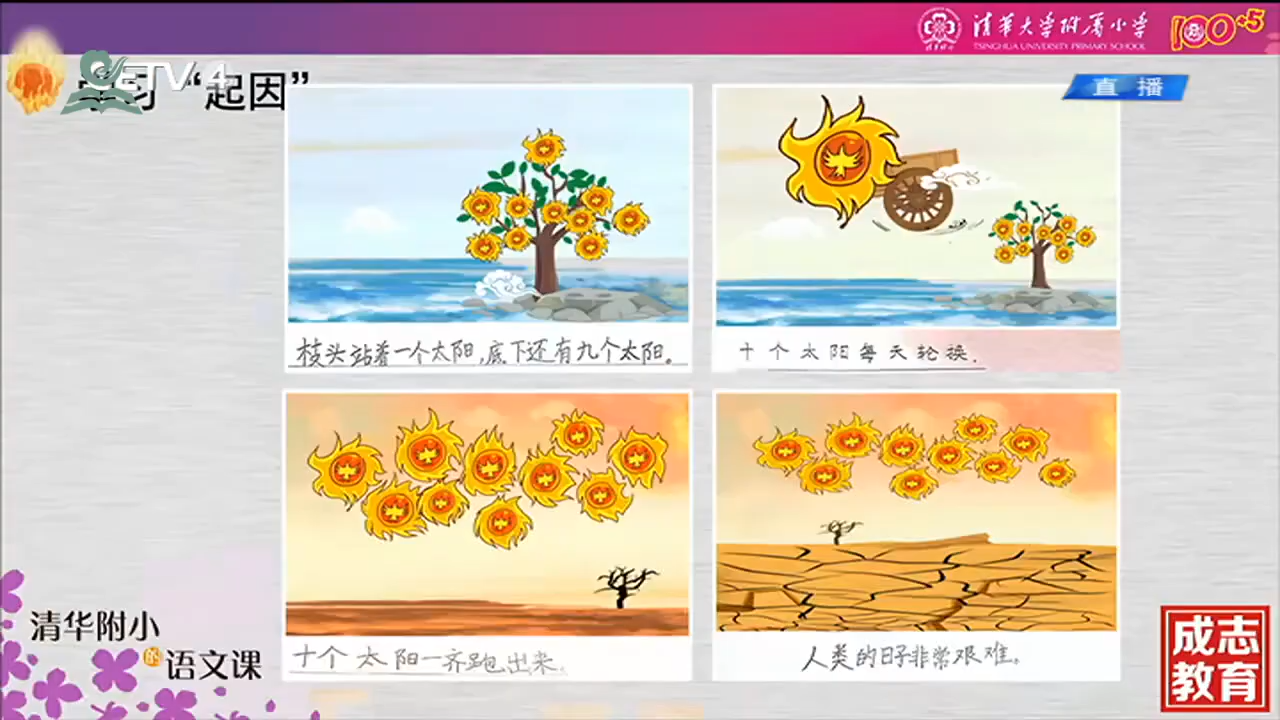 清华大学附属小学
TSINGHUA UNIVERSITY PRIMARY SCHOOL
100+5
CETV 4
“起因”
直播
枝头站着一个太阳,底下还有九个太阳。
十个太阳每天轮换.
十个太阳一齐跑出来。
人类的日子非常艰难。
清华附小
的语文课
成志
教育